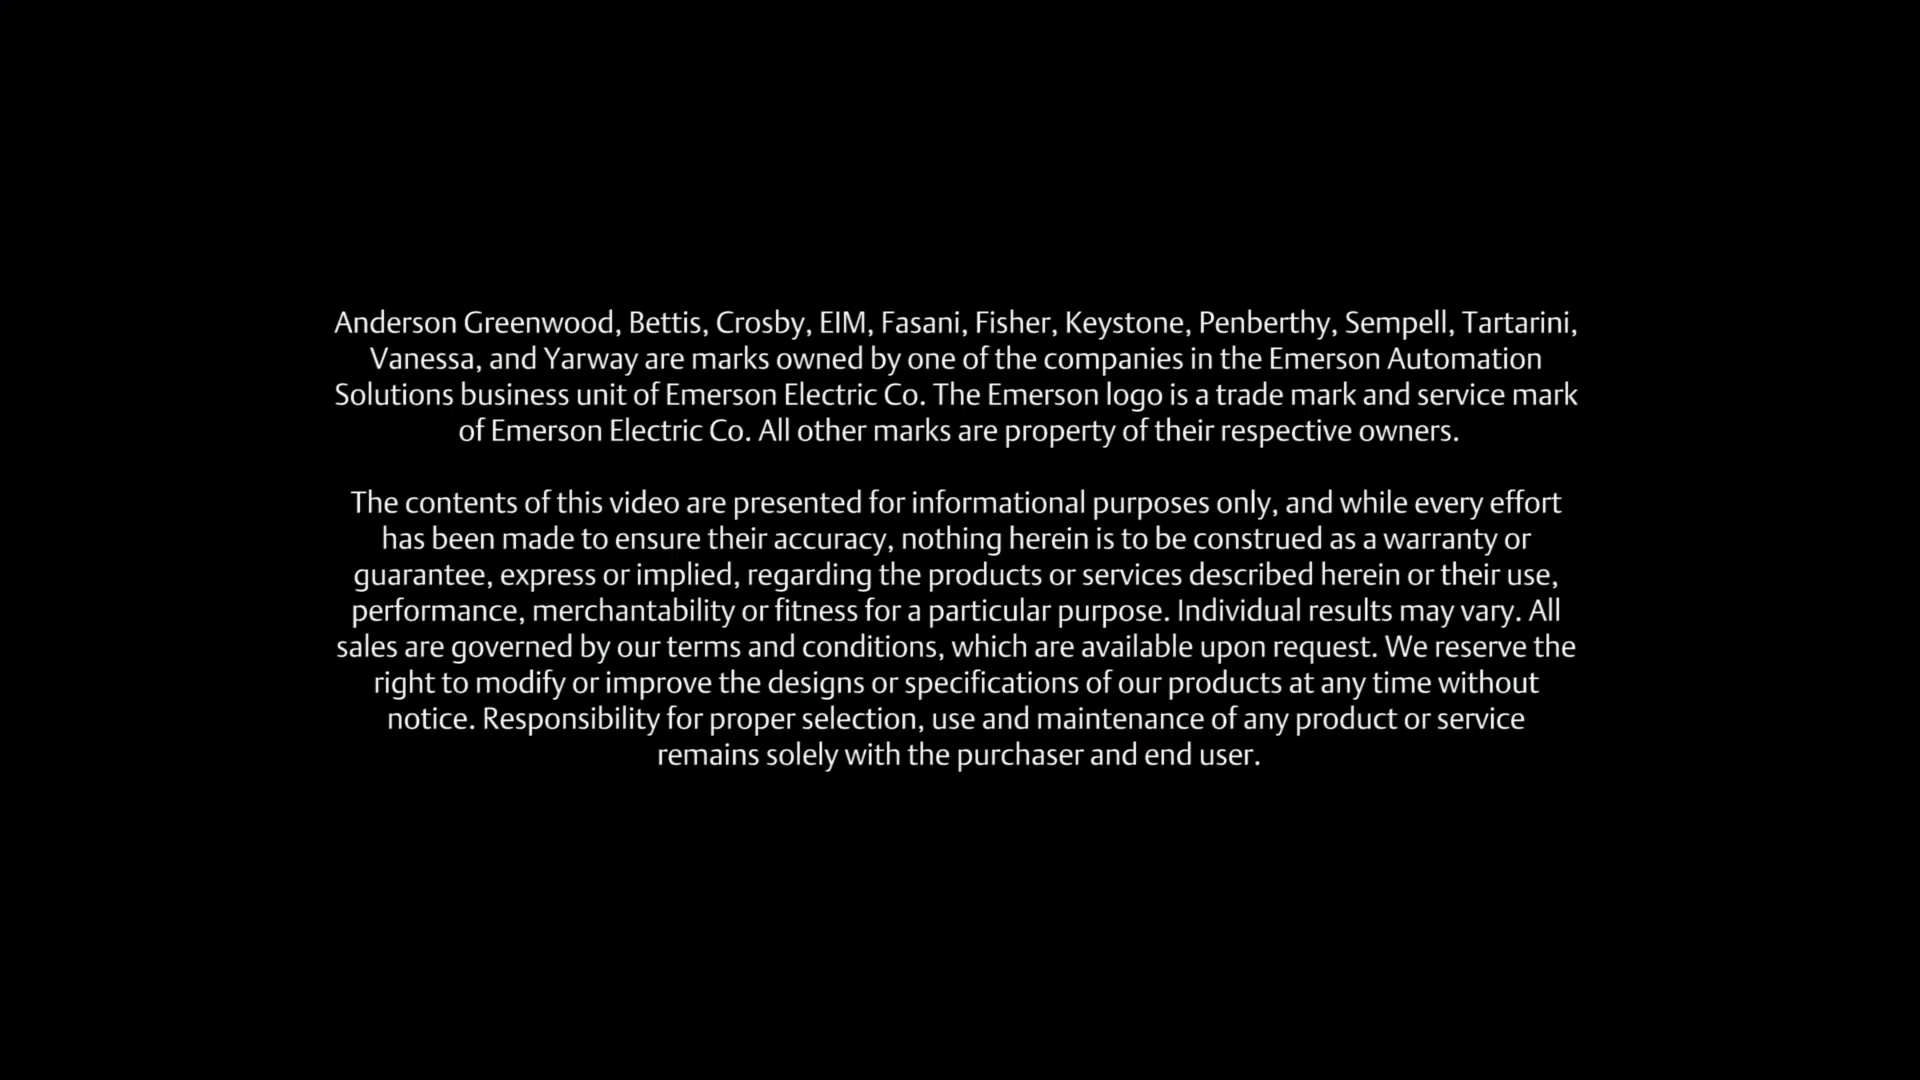 Anderson Greenwood, Bettis, Crosby, EIM, Fasani, Fisher, Keystone, Penberthy, Sempell, Tartarini,
Vanessa, and Yarway are marks owned by one of the companies in the Emerson Automation
Solutions business unit of Emerson Electric Co. The Emerson logo is a trade mark and service mark
of Emerson Electric Co. All other marks are property of their respective owners.
The contents of this video are presented for informational purposes only, and while every effort
has been made to ensure their accuracy, nothing herein is to be construed as a warranty or
guarantee, express or implied, regarding the products or services described herein or their use,
performance, merchantability or fitness for a particular purpose. Individual results may vary. All
sales are governed by our terms and conditions, which are available upon request. We reserve the
right to modify or improve the designs or specifications of our products at any time without
notice. Responsibility for proper selection, use and maintenance of any product or service
remains solely with the purchaser and end user.